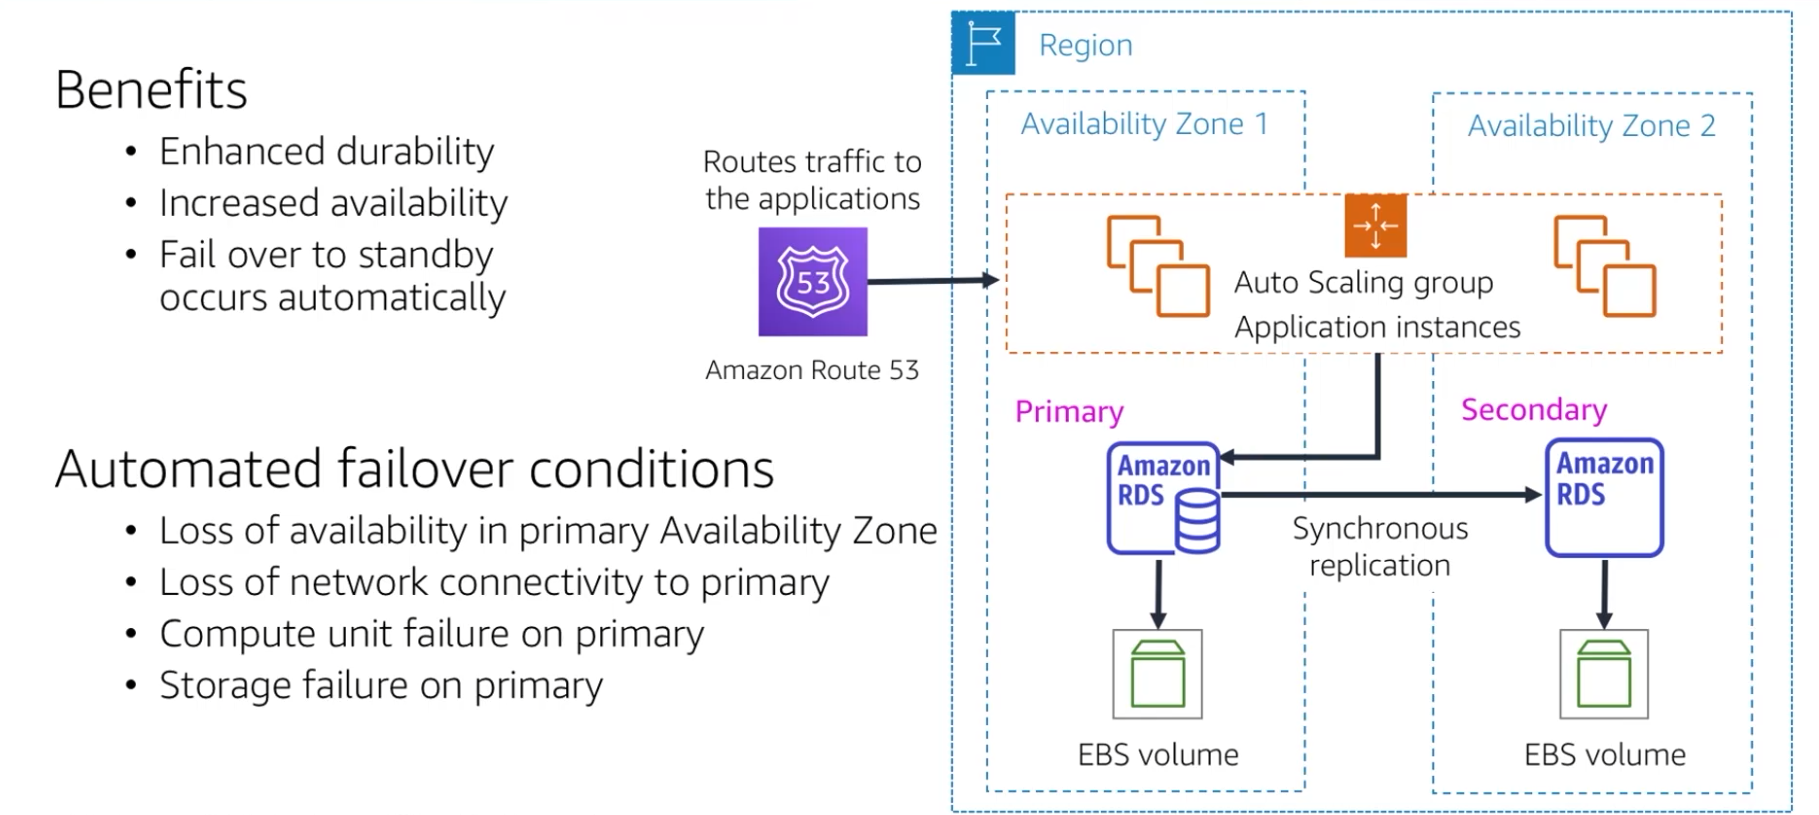 Benefits
• Enhanced durability
• Increased availability
• Fail over to standby
occurs automatically
Automated failover conditions
• Loss of availability in primary Availability Zone
• Loss of network connectivity to primary
• Compute unit failure on primary
• Storage failure on primary
Routes traffic to
the applications
53
Amazon Route 53
Region
Availability Zone 1
Availability Zone 2
Auto Scaling group
Application instances
Primary
Secondary
Amazon
RDS
Amazon
RDS
Synchronous
replication
EBS volume
EBS volume